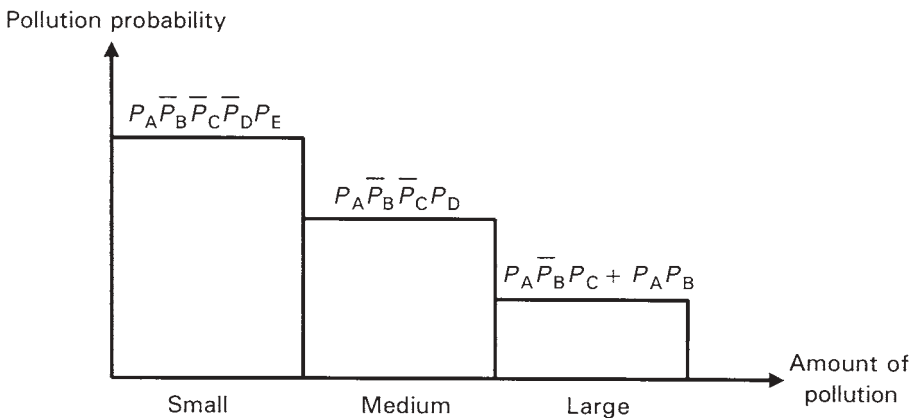 Pollution probability
P_A P̅_B P̅_C P̅_D P_E
P_A P̅_B P̅_C P_D
P_A P̅_B P_C + P_A P_B
Amount of
pollution
Small Medium Large